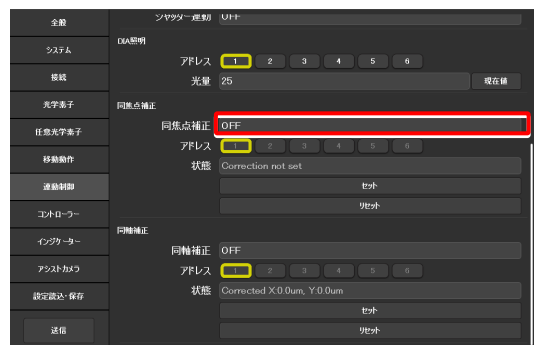 全般
システム
接続
光学素子
任意光学素子
移動動作
連動制御
コントローラー
インジケーター
アシストカメラ
設定読込・保存
送信
シャッター連動 OFF
DIA照明
アドレス 1 2 3 4 5 6
光量 25 現在値
同焦点補正
同焦点補正 OFF
アドレス 1 2 3 4 5 6
状態 Correction not set
セット
リセット
同軸補正
同軸補正 OFF
アドレス 1 2 3 4 5 6
状態 Corrected X:0.0um, Y:0.0um
セット
リセット